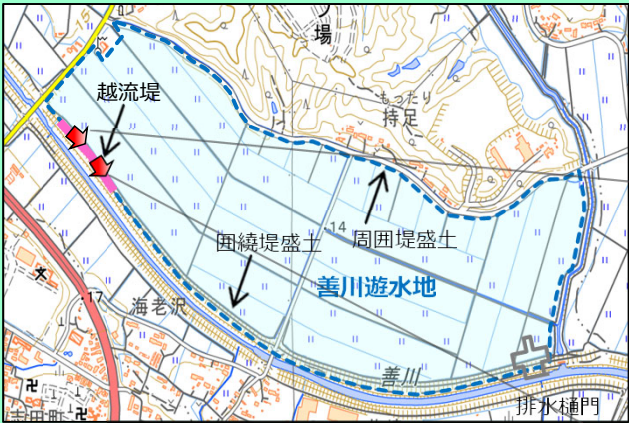 場
越流堤
もったり
持足
・14
囲繞堤盛土
周囲堤盛土
善川遊水地
・17
海老沢
善川
排水樋門
志田町